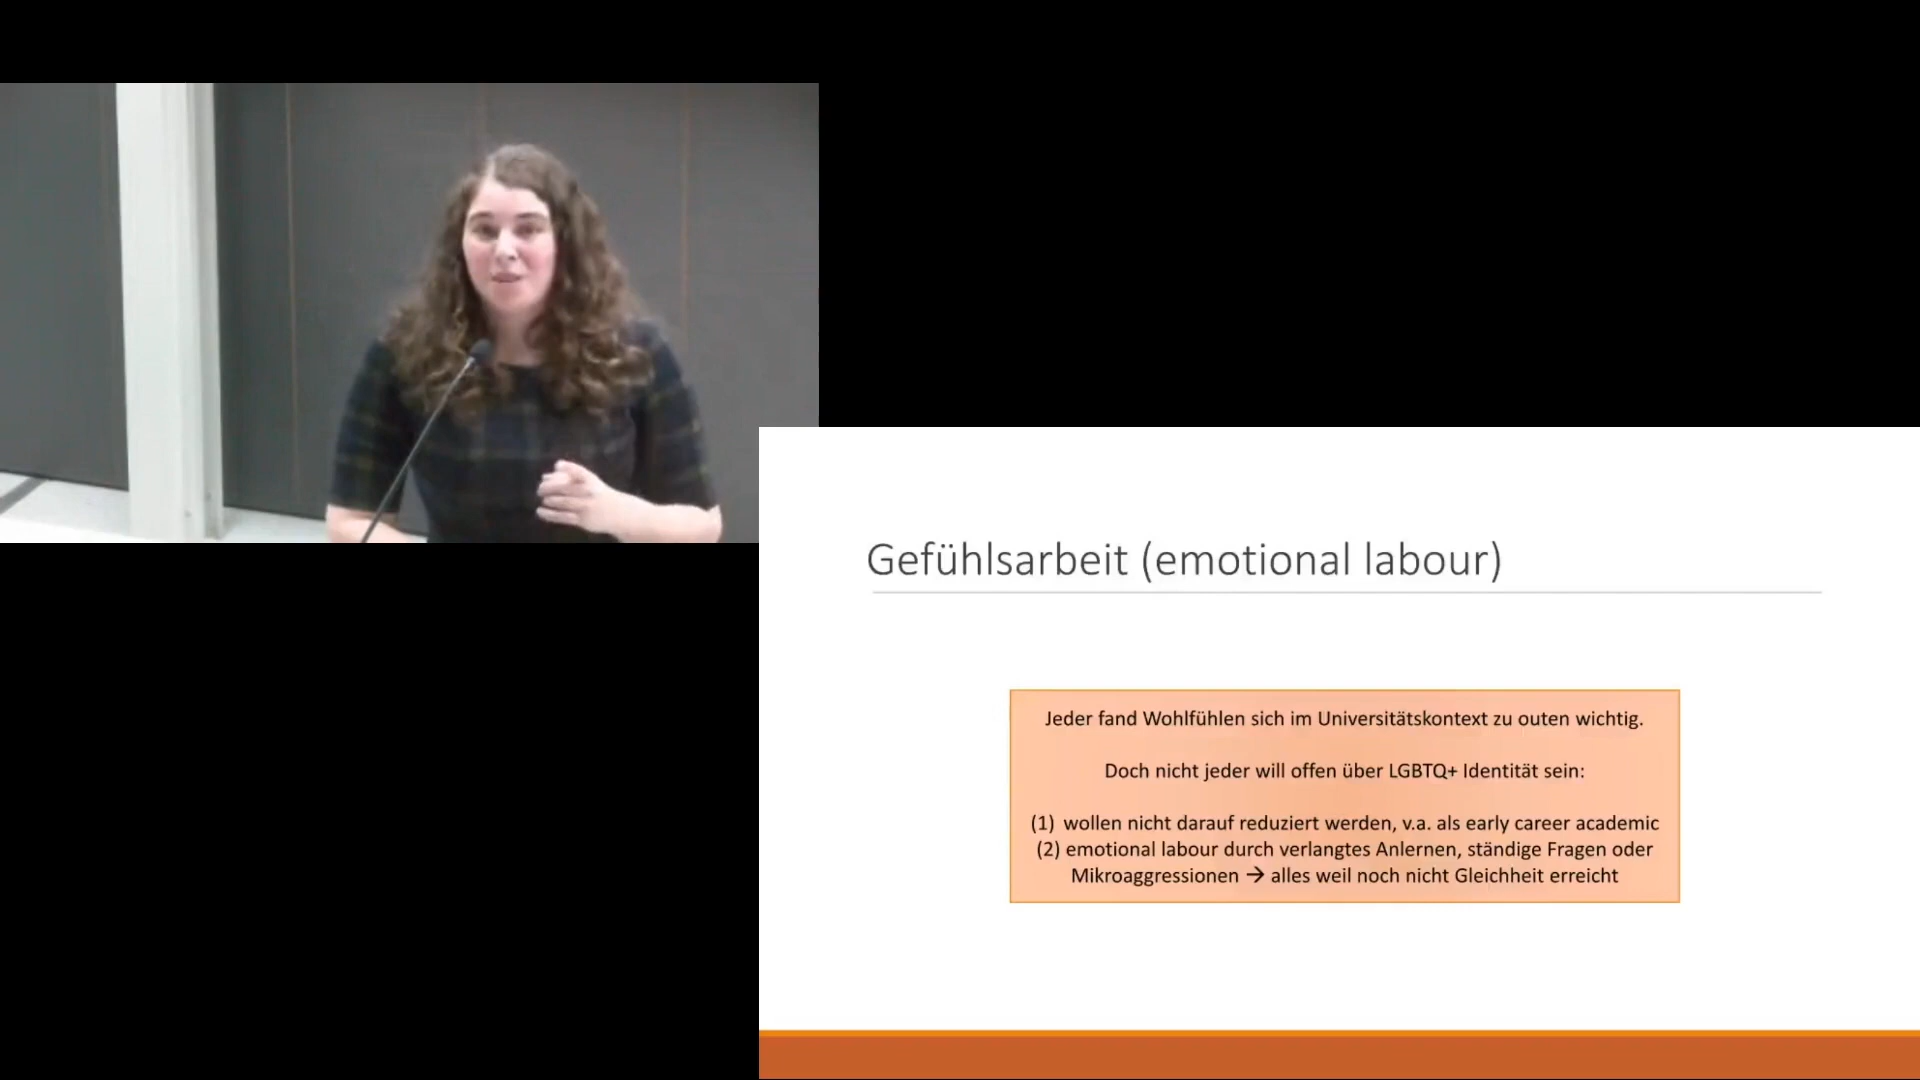 Gefühlsarbeit (emotional labour)
Jeder fand Wohlfühlen sich im Universitätskontext zu outen wichtig.
Doch nicht jeder will offen über LGBTQ+ Identität sein:
(1) wollen nicht darauf reduziert werden, v.a. als early career academic
(2) emotional labour durch verlangtes Anlernen, ständige Fragen oder
Mikroaggressionen → alles weil noch nicht Gleichheit erreicht